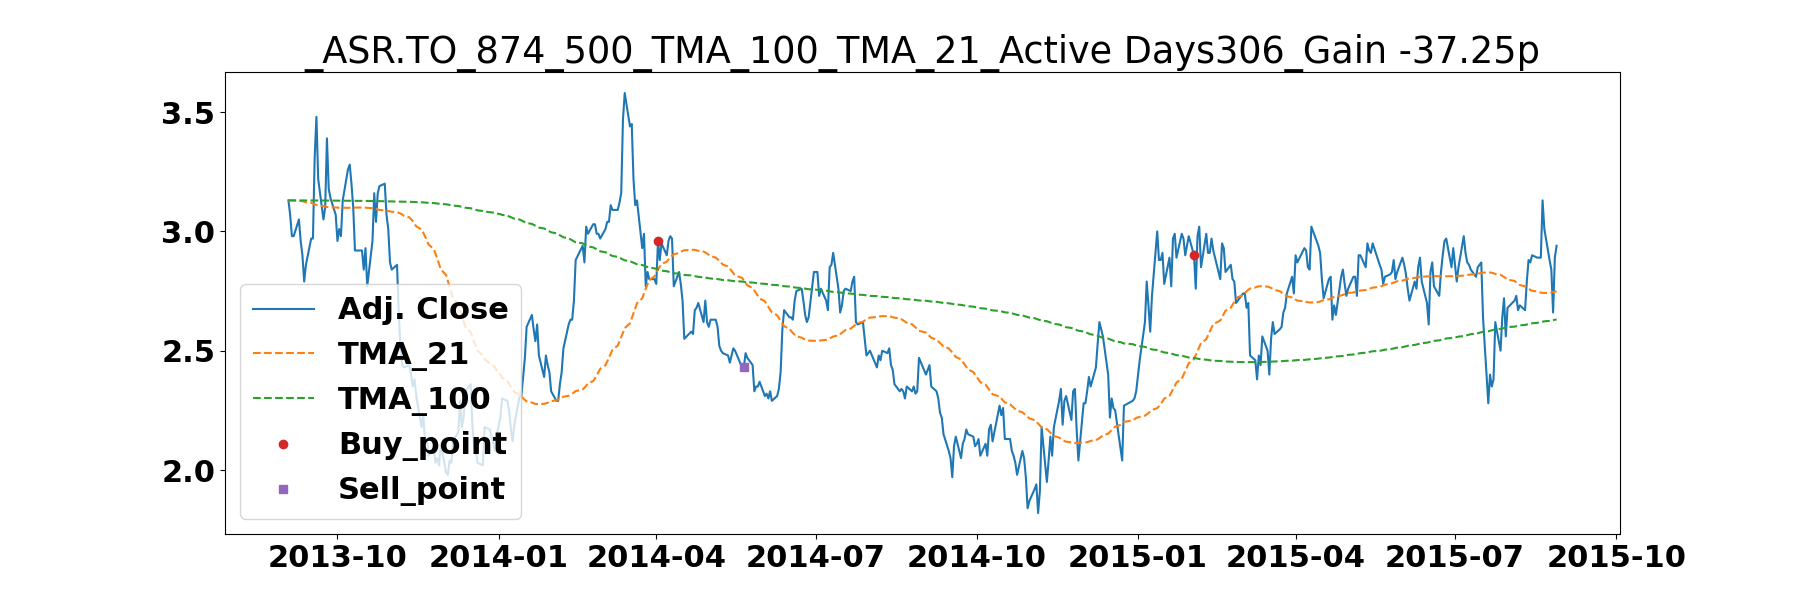 _ASR.TO_874_500_TMA_100_TMA_21_Active Days306_Gain -37.25p
3.5
3.0
2.5
2.0
Adj. Close
TMA_21
TMA_100
Buy_point
Sell_point
2013-10 2014-01 2014-04 2014-07 2014-10 2015-01 2015-04 2015-07 2015-10